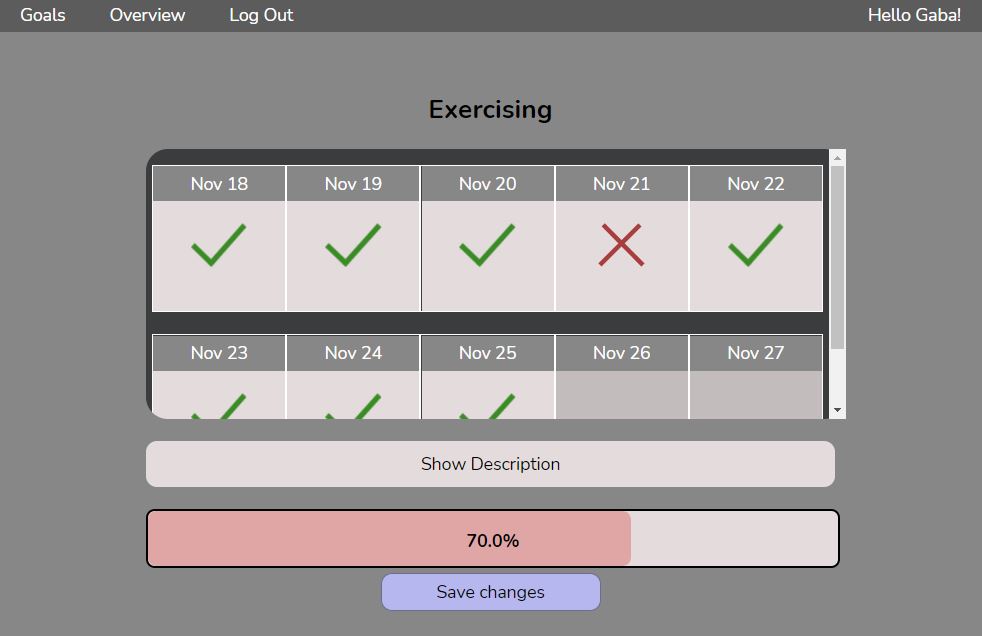 Goals Overview Log Out Hello Gaba!
Exercising
Nov 18 Nov 19 Nov 20 Nov 21 Nov 22
Nov 23 Nov 24 Nov 25 Nov 26 Nov 27
Show Description
70.0%
Save changes